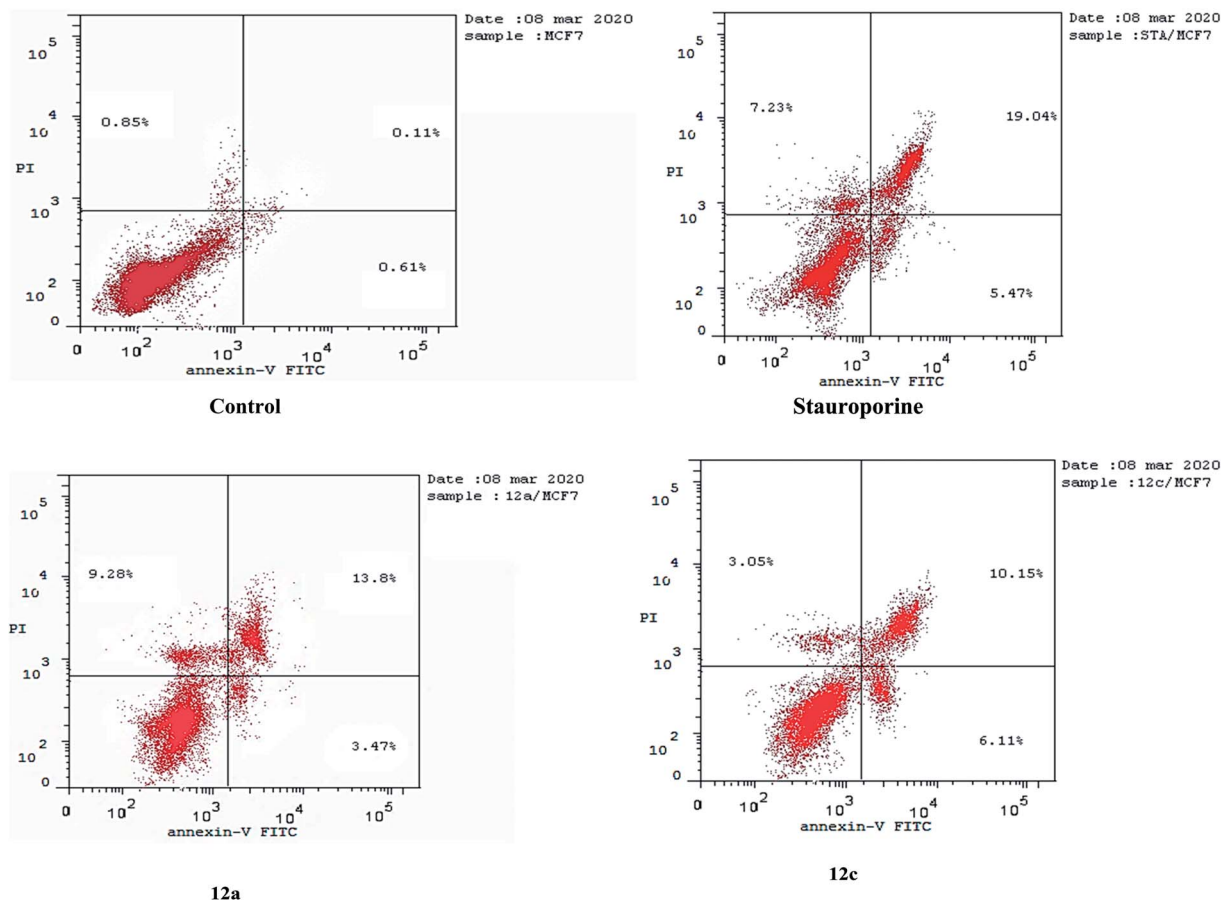 Date :08 mar 2020
sample :MCF7
10 5
10 4
10 3
10 2
0
PI
0.85%
0.11%
0.61%
0 10 2 10 3 10 4 10 5
annexin-V FITC
Control
Date :08 mar 2020
sample :STA/MCF7
10 5
10 4
10 3
10 2
0
PI
7.23%
19.04%
5.47%
0 10 2 10 3 10 4 10 5
annexin-V FITC
Stauroporine
Date :08 mar 2020
sample : 12a/MCF7
10 5
10 4
10 3
10 2
0
PI
9.28%
13.8%
3.47%
0 10 2 10 3 10 4 10 5
annexin-V FITC
12a
Date :08 mar 2020
sample :12c/MCF7
10 5
10 4
10 3
10 2
0
PI
3.05%
10.15%
6.11%
0 10 2 10 3 10 4 10 5
annexin-V FITC
12c